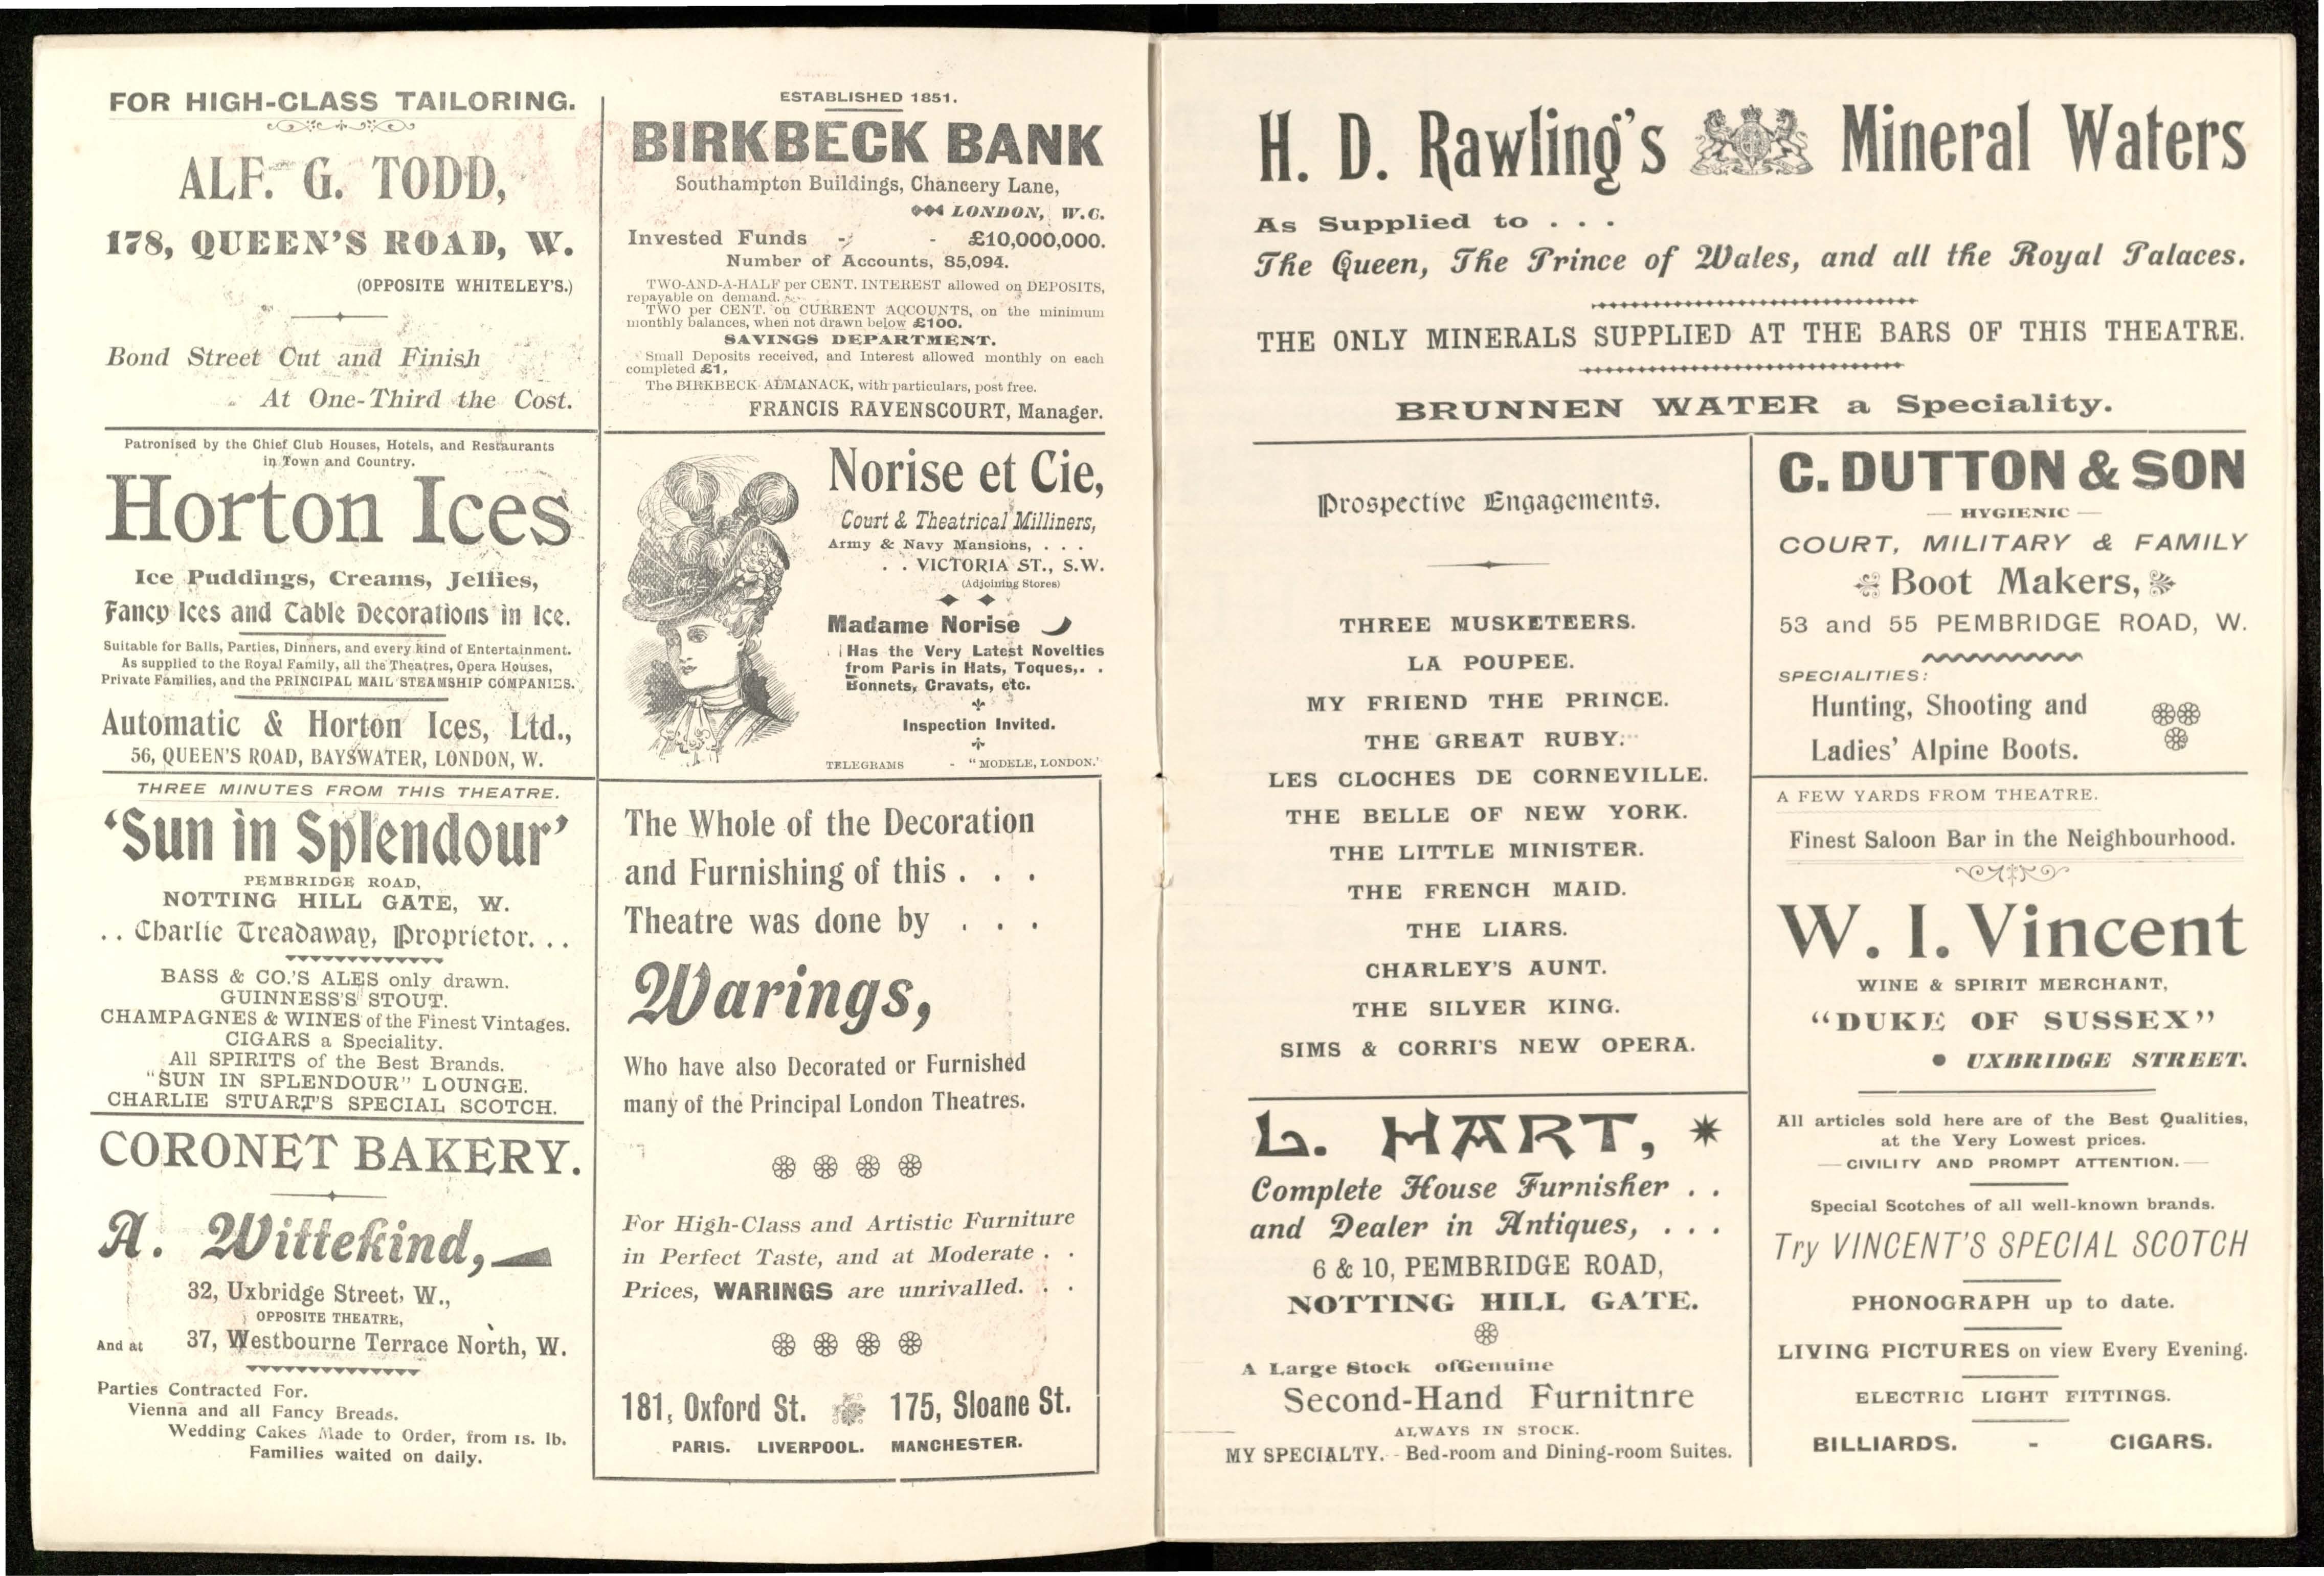 FOR HIGH-CLASS TAILORING.
ALF. G. TODD,
178, QUEEN'S ROAD, W.
(OPPOSITE WHITELEY'S.)
Bond Street Cut and Finish
At One-Third the Cost.
Patronised by the Chief Club Houses, Hotels, and Restaurants
in Town and Country.
Horton Ices
Ice Puddings, Creams, Jellies,
Fancy Ices and Table Decorations in Ice.
Suitable for Balls, Parties, Dinners, and every kind of Entertainment.
As supplied to the Royal Family, all the Theatres, Opera Houses,
Private Families, and the PRINCIPAL MAIL STEAMSHIP COMPANIES.
Automatic & Horton Ices, Ltd.,
56, QUEEN'S ROAD, BAYSWATER, LONDON, W.
THREE MINUTES FROM THIS THEATRE.
'Sun in Splendour'
PEMBRIDGE ROAD,
NOTTING HILL GATE, W.
. . Charlie Treadaway, Proprietor. . .
BASS & CO.'S ALES only drawn.
GUINNESS'S STOUT.
CHAMPAGNES & WINES of the Finest Vintages.
CIGARS a Speciality.
All SPIRITS of the Best Brands.
"SUN IN SPLENDOUR" LOUNGE.
CHARLIE STUART'S SPECIAL SCOTCH.
CORONET BAKERY.
A. Wittekind,
32, Uxbridge Street, W.,
OPPOSITE THEATRE,
And at 37, Westbourne Terrace North, W.
Parties Contracted For.
Vienna and all Fancy Breads.
Wedding Cakes Made to Order, from 1s. lb.
Families waited on daily.
ESTABLISHED 1851.
BIRKBECK BANK
Southampton Buildings, Chancery Lane,
LONDON, W.C.
Invested Funds - - £10,000,000.
Number of Accounts, 85,094.
TWO-AND-A-HALF per CENT. INTEREST allowed on DEPOSITS,
repayable on demand.
TWO per CENT. on CURRENT ACCOUNTS, on the minimum
monthly balances, when not drawn below £100.
SAVINGS DEPARTMENT.
Small Deposits received, and Interest allowed monthly on each
completed £1.
The BIRKBECK ALMANACK, with particulars, post free.
FRANCIS RAVENSCOURT, Manager.
Norise et Cie,
Court & Theatrical Milliners,
Army & Navy Mansions, . . .
. . VICTORIA ST., S.W.
(Adjoining Stores)
Madame Norise
Has the Very Latest Novelties
from Paris in Hats, Toques,. .
Bonnets, Cravats, etc.
Inspection Invited.
TELEGRAMS - "MODELE, LONDON."
The Whole of the Decoration
and Furnishing of this . . .
Theatre was done by . . .
Warings,
Who have also Decorated or Furnished
many of the Principal London Theatres.
For High-Class and Artistic Furniture
in Perfect Taste, and at Moderate . .
Prices, WARINGS are unrivalled. . .
181, Oxford St. 175, Sloane St.
PARIS. LIVERPOOL. MANCHESTER.
H. D. Rawling's Mineral Waters
As Supplied to . . .
The Queen, The Prince of Wales, and all the Royal Palaces.
THE ONLY MINERALS SUPPLIED AT THE BARS OF THIS THEATRE.
BRUNNEN WATER a Speciality.
Prospective Engagements.
THREE MUSKETEERS.
LA POUPEE.
MY FRIEND THE PRINCE.
THE GREAT RUBY.
LES CLOCHES DE CORNEVILLE.
THE BELLE OF NEW YORK.
THE LITTLE MINISTER.
THE FRENCH MAID.
THE LIARS.
CHARLEY'S AUNT.
THE SILVER KING.
SIMS & CORRI'S NEW OPERA.
L. HART,
Complete House Furnisher . .
and Dealer in Antiques, . . .
6 & 10, PEMBRIDGE ROAD,
NOTTING HILL GATE.
A Large Stock ofGenuine
Second-Hand Furnitnre
ALWAYS IN STOCK.
MY SPECIALTY. - Bed-room and Dining-room Suites.
C. DUTTON & SON
HYGIENIC
COURT, MILITARY & FAMILY
Boot Makers,
53 and 55 PEMBRIDGE ROAD, W.
SPECIALITIES:
Hunting, Shooting and
Ladies' Alpine Boots.
A FEW YARDS FROM THEATRE.
Finest Saloon Bar in the Neighbourhood.
W. I. Vincent
WINE & SPIRIT MERCHANT,
"DUKE OF SUSSEX"
• UXBRIDGE STREET.
All articles sold here are of the Best Qualities,
at the Very Lowest prices.
— CIVILITY AND PROMPT ATTENTION. —
Special Scotches of all well-known brands.
Try VINCENT'S SPECIAL SCOTCH
PHONOGRAPH up to date.
LIVING PICTURES on view Every Evening.
ELECTRIC LIGHT FITTINGS.
BILLIARDS. - CIGARS.